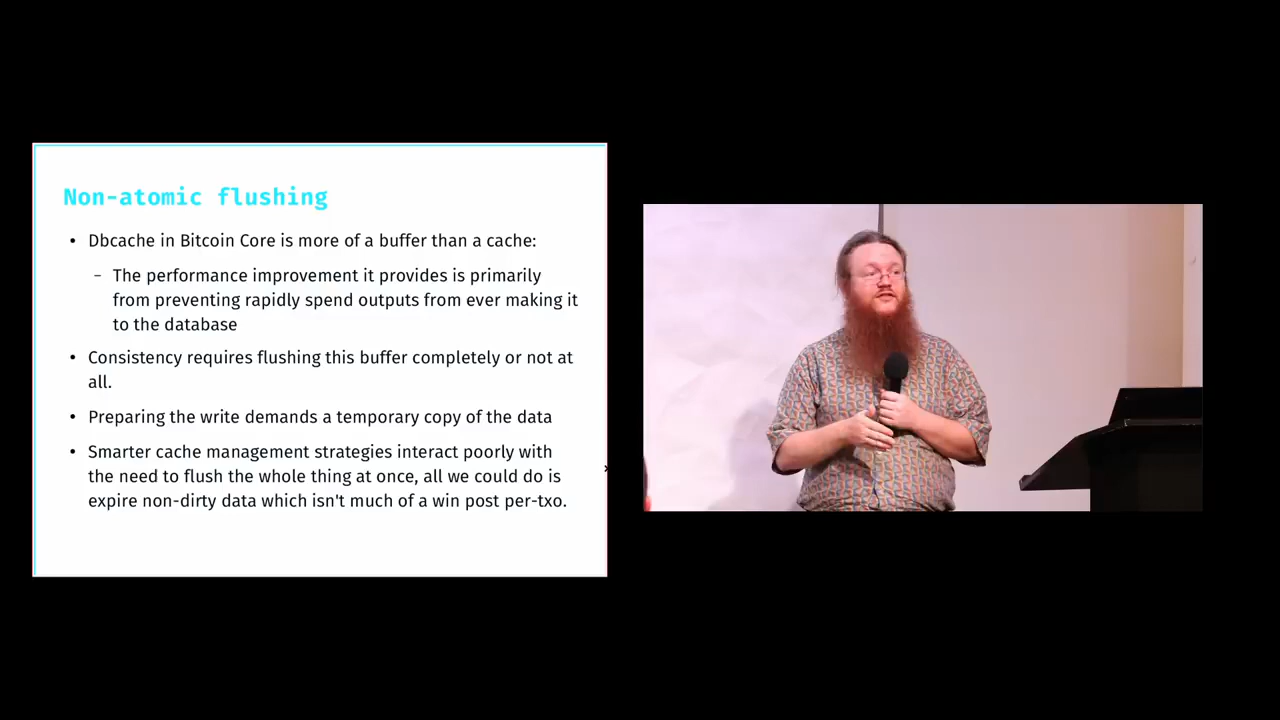 Non-atomic flushing
• Dbcache in Bitcoin Core is more of a buffer than a cache:
– The performance improvement it provides is primarily
from preventing rapidly spend outputs from ever making it
to the database
• Consistency requires flushing this buffer completely or not at
all.
• Preparing the write demands a temporary copy of the data
• Smarter cache management strategies interact poorly with
the need to flush the whole thing at once, all we could do is
expire non-dirty data which isn't much of a win post per-txo.